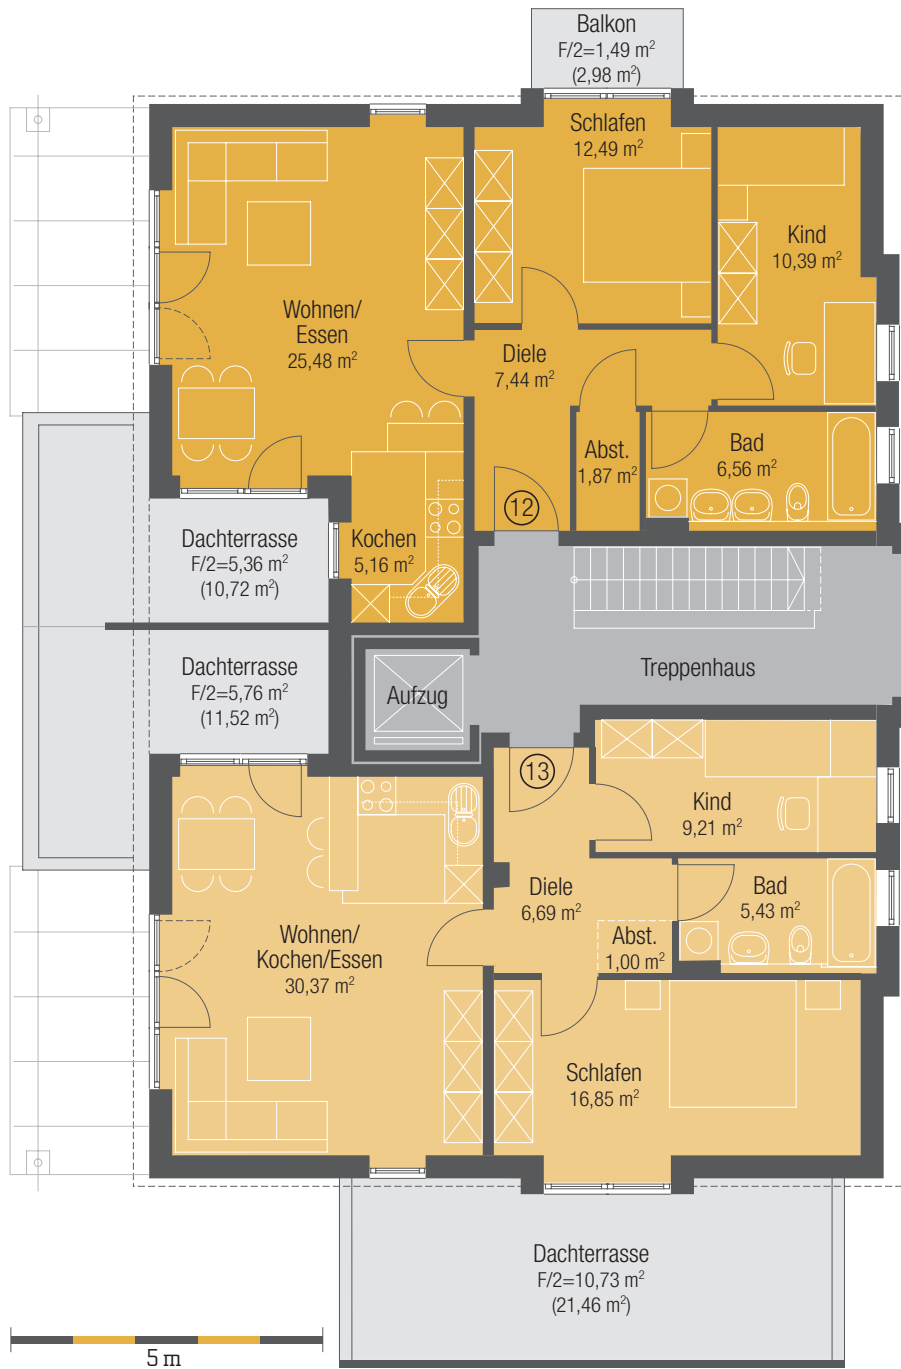 Balkon
F/2=1,49 m²
(2,98 m²)
Schlafen
12,49 m²
Kind
10,39 m²
Wohnen/
Essen
25,48 m²
Diele
7,44 m²
Abst.
1,87 m²
Bad
6,56 m²
12
Kochen
5,16 m²
Dachterrasse
F/2=5,36 m²
(10,72 m²)
Dachterrasse
F/2=5,76 m²
(11,52 m²)
Aufzug
Treppenhaus
13
Kind
9,21 m²
Diele
6,69 m²
Bad
5,43 m²
Abst.
1,00 m²
Wohnen/
Kochen/Essen
30,37 m²
Schlafen
16,85 m²
Dachterrasse
F/2=10,73 m²
(21,46 m²)
5 m